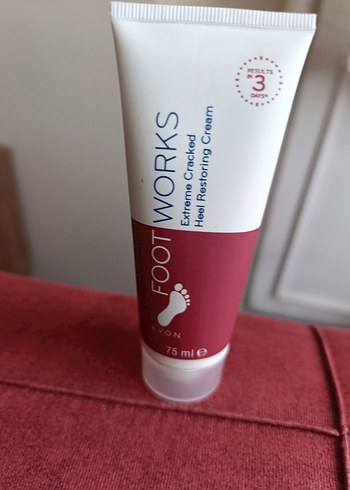 RESULTS
IN
3
DAYS*
FOOT WORKS
Extreme Cracked
Heel Restoring Cream
AVON
75 ml e